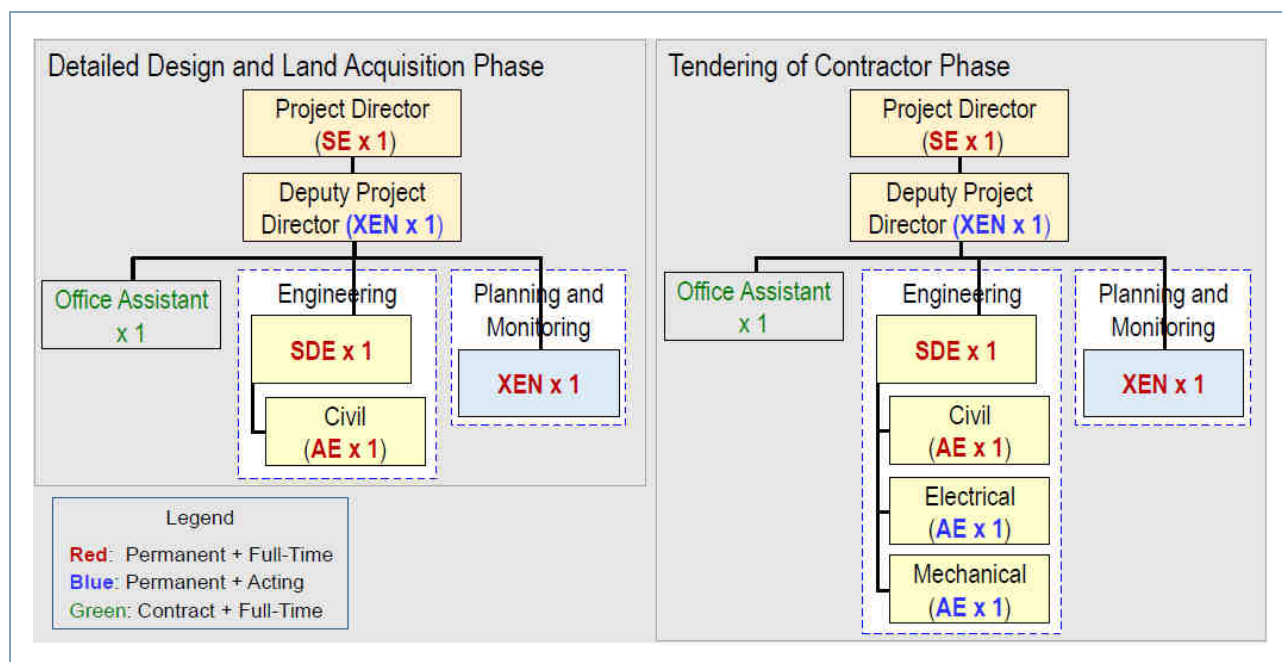 Detailed Design and Land Acquisition Phase
Project Director
(SE x 1)
Deputy Project
Director (XEN x 1)
Office Assistant
x 1
Engineering
SDE x 1
Civil
(AE x 1)
Planning and
Monitoring
XEN x 1
Legend
Red: Permanent + Full-Time
Blue: Permanent + Acting
Green: Contract + Full-Time
Tendering of Contractor Phase
Project Director
(SE x 1)
Deputy Project
Director (XEN x 1)
Office Assistant
x 1
Engineering
SDE x 1
Civil
(AE x 1)
Electrical
(AE x 1)
Mechanical
(AE x 1)
Planning and
Monitoring
XEN x 1